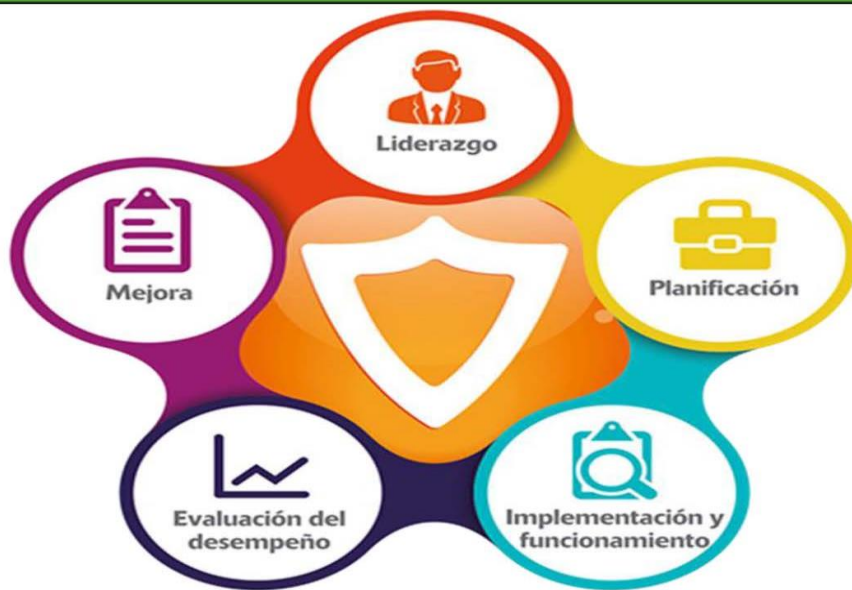 Liderazgo
Planificación
Implementación y
funcionamiento
Evaluación del
desempeño
Mejora